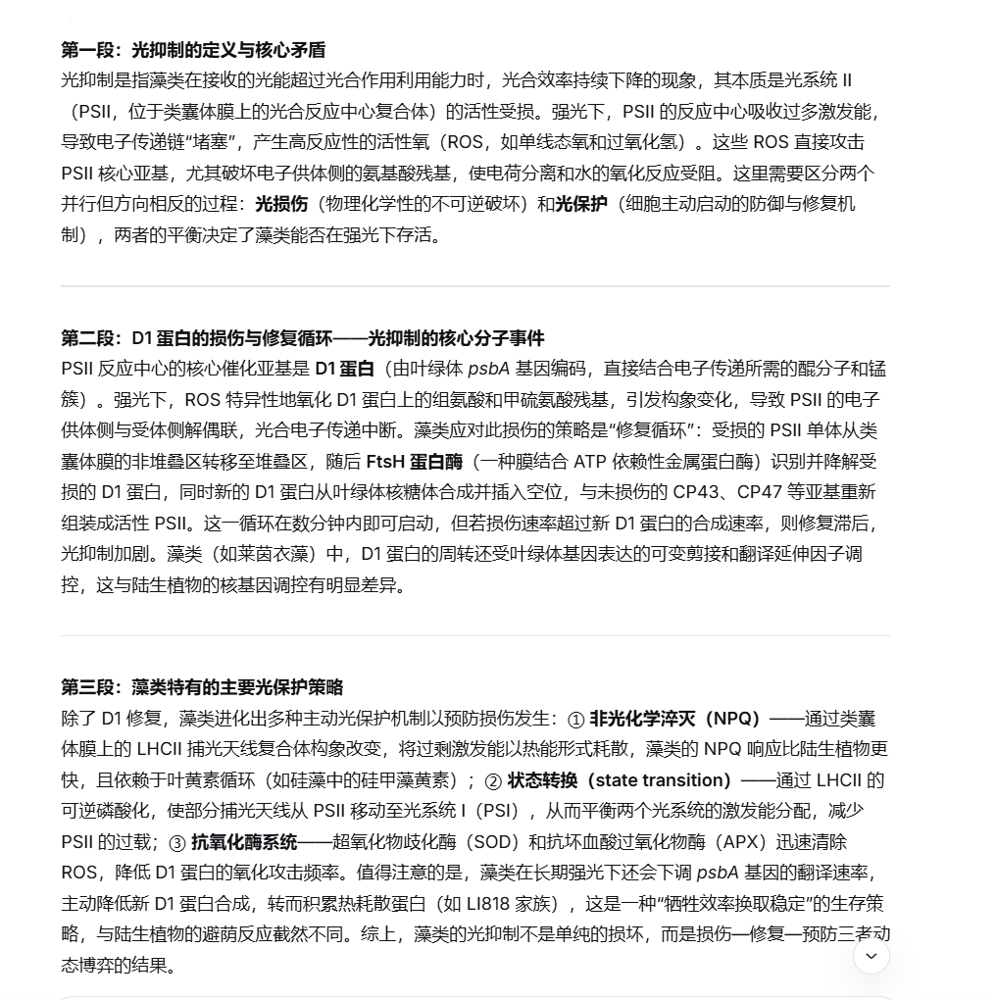 第一段：光抑制的定义与核心矛盾
光抑制是指藻类在接收的光能超过光合作用利用能力时，光合效率持续下降的现象，其本质是光系统 II
（PSII，位于类囊体膜上的光合反应中心复合体）的活性受损。强光下，PSII 的反应中心吸收过多激发能，
导致电子传递链“堵塞”，产生高反应性的活性氧（ROS，如单线态氧和过氧化氢）。这些 ROS 直接攻击
PSII 核心亚基，尤其破坏电子供体侧的氨基酸残基，使电荷分离和水的氧化反应受阻。这里需要区分两个
并行但方向相反的过程：光损伤（物理化学性的不可逆破坏）和光保护（细胞主动启动的防御与修复机
制），两者的平衡决定了藻类能否在强光下存活。
第二段：D1 蛋白的损伤与修复循环——光抑制的核心分子事件
PSII 反应中心的核心催化亚基是 D1 蛋白（由叶绿体 psbA 基因编码，直接结合电子传递所需的醌分子和锰
簇）。强光下，ROS 特异性地氧化 D1 蛋白上的组氨酸和甲硫氨酸残基，引发构象变化，导致 PSII 的电子
供体侧与受体侧解偶联，光合电子传递中断。藻类应对此损伤的策略是“修复循环”：受损的 PSII 单体从类
囊体膜的非堆叠区转移至堆叠区，随后 FtsH 蛋白酶（一种膜结合 ATP 依赖性金属蛋白酶）识别并降解受
损的 D1 蛋白，同时新的 D1 蛋白从叶绿体核糖体合成并插入空位，与未损伤的 CP43、CP47 等亚基重新
组装成活性 PSII。这一循环在数分钟内即可启动，但若损伤速率超过新 D1 蛋白的合成速率，则修复滞后，
光抑制加剧。藻类（如莱茵衣藻）中，D1 蛋白的周转还受叶绿体基因表达的可变剪接和翻译延伸因子调
控，这与陆生植物的核基因调控有明显差异。
第三段：藻类特有的主要光保护策略
除了 D1 修复，藻类进化出多种主动光保护机制以预防损伤发生：① 非光化学淬灭（NPQ）——通过类囊
体膜上的 LHCII 捕光天线复合体构象改变，将过剩激发能以热能形式耗散，藻类的 NPQ 响应比陆生植物更
快，且依赖于叶黄素循环（如硅藻中的硅甲藻黄素）；② 状态转换（state transition）——通过 LHCII 的
可逆磷酸化，使部分捕光天线从 PSII 移动至光系统 I（PSI），从而平衡两个光系统的激发能分配，减少
PSII 的过载；③ 抗氧化酶系统——超氧化物歧化酶（SOD）和抗坏血酸过氧化物酶（APX）迅速清除
ROS，降低 D1 蛋白的氧化攻击频率。值得注意的是，藻类在长期强光下还会下调 psbA 基因的翻译速率，
主动降低新 D1 蛋白合成，转而积累热耗散蛋白（如 LI818 家族），这是一种“牺牲效率换取稳定”的生存策
略，与陆生植物的避荫反应截然不同。综上，藻类的光抑制不是单纯的损坏，而是损伤—修复—预防三者动
态博弈的结果。